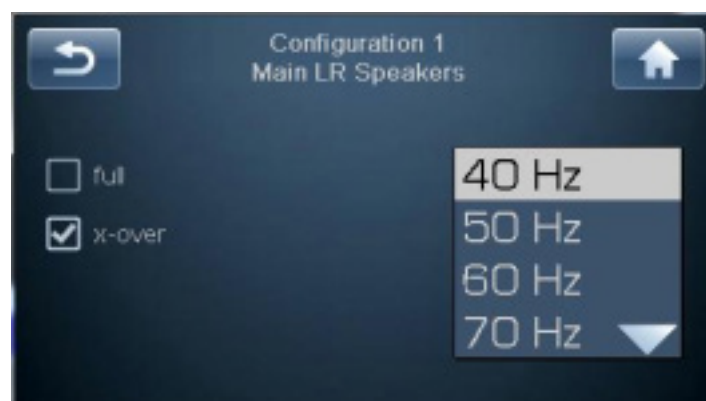 Configuration 1
Main LR Speakers
full
x-over
40 Hz
50 Hz
60 Hz
70 Hz